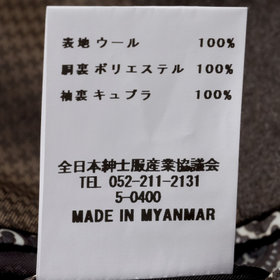 表地 ウール 100%
胴裏 ポリエステル 100%
袖裏 キュプラ 100%
全日本紳士服産業協議会
TEL 052-211-2131
5-0400
MADE IN MYANMAR